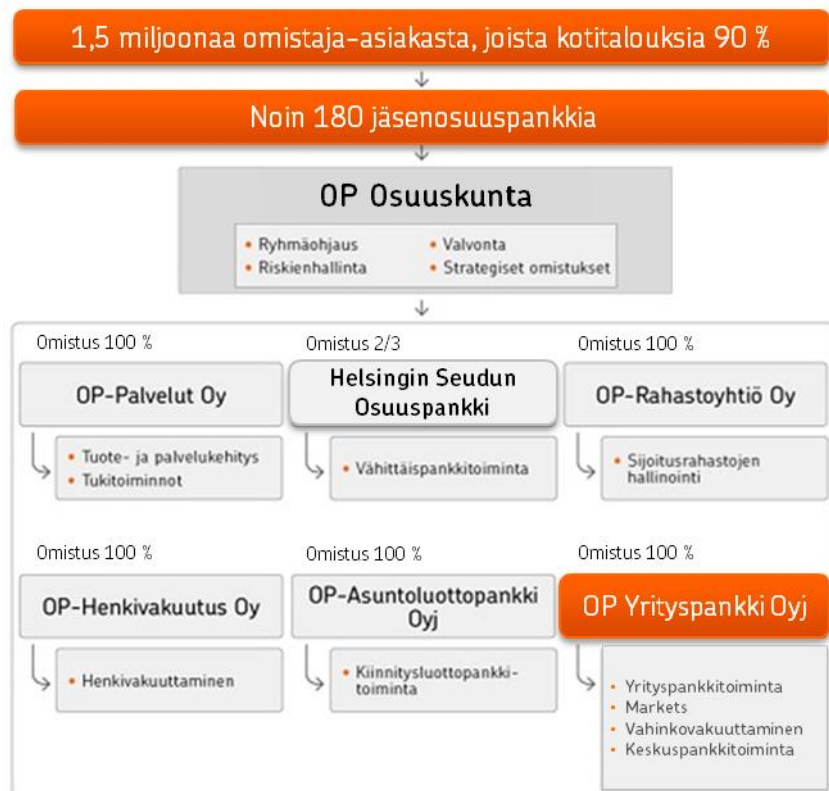 1,5 miljoonaa omistaja-asiakasta, joista kotitalouksia 90 %
Noin 180 jäsenosuuspankkia
OP Osuuskunta
• Ryhmäohjaus
• Riskienhallinta
• Valvonta
• Strategiset omistukset
Omistus 100 %
OP-Palvelut Oy
• Tuote- ja palvelukehitys
• Tukitoiminnot
Omistus 2/3
Helsingin Seudun
Osuuspankki
• Vähittäispankkitoiminta
Omistus 100 %
OP-Rahastoyhtiö Oy
• Sijoitusrahastojen
hallinointi
Omistus 100 %
OP-Henkivakuutus Oy
• Henkivakuuttaminen
Omistus 100 %
OP-Asuntoluottopankki
Oyj
• Kiinnitysluottopankki-
toiminta
Omistus 100 %
OP Yrityspankki Oyj
• Yrityspankkitoiminta
• Markets
• Vahinkovakuuttaminen
• Keskuspankkitoiminta